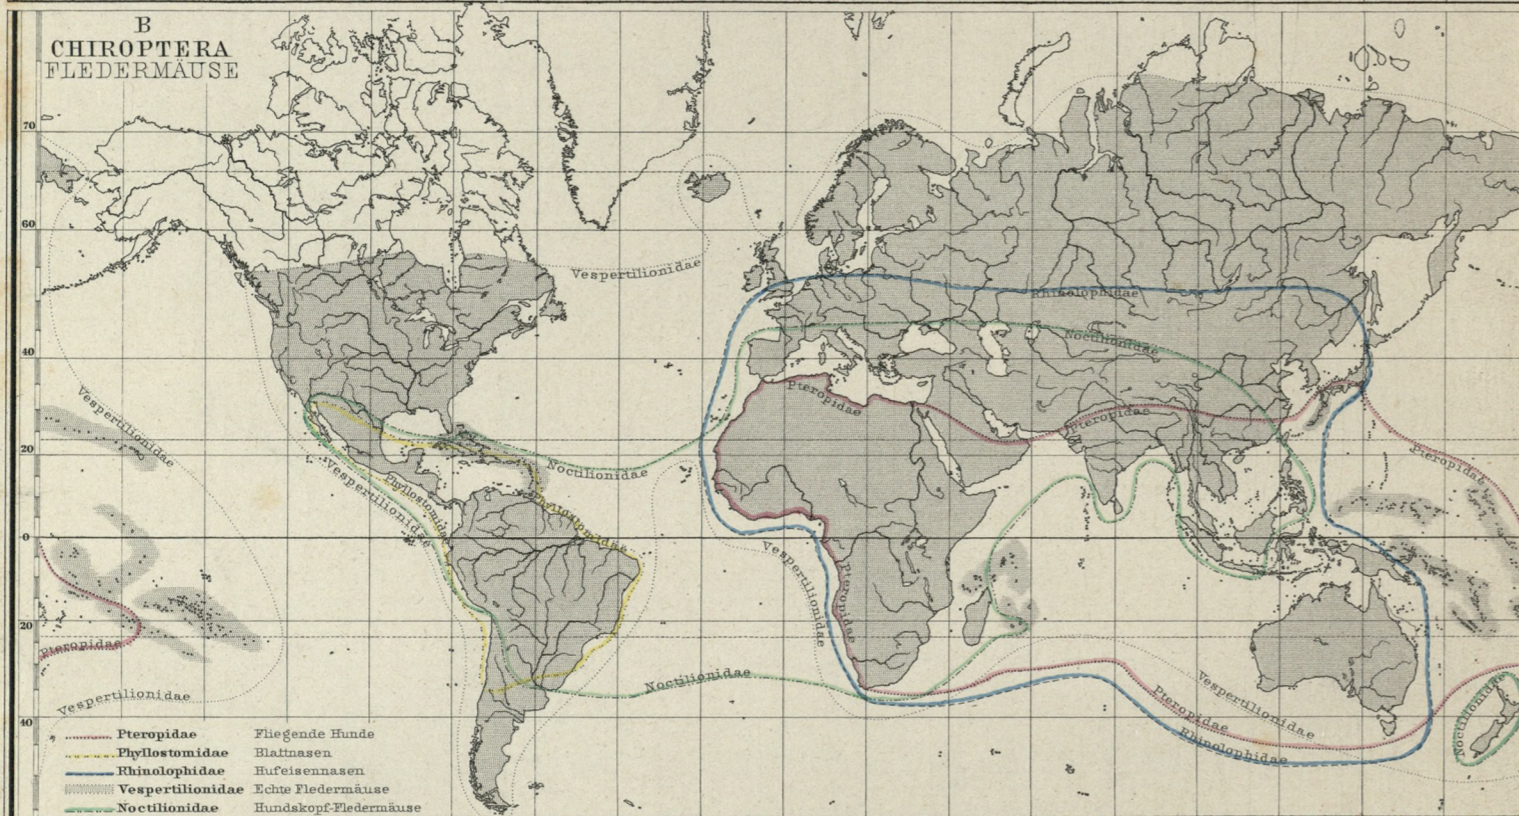 B
CHIROPTERA
FLEDERMÄUSE
70
60
Vespertilionidae
Rhinolophidae
Noctilionidae
40
Pteropidae
Pteropidae
Vespertilionidae
Noctilionidae
Pteropidae
20
Phyllostomidae
Vespertilionidae
Phyllostomidae
0
Vespertilionidae
Pteropidae
20
Pteropidae
Noctilionidae
Vespertilionidae
Vespertilionidae
Pteropidae
Noctilionidae
40
Rhinolophidae
Pteropidae Fliegende Hunde
Phyllostomidae Blattnasen
Rhinolophidae Hufeisennasen
Vespertilionidae Echte Fledermäuse
Noctilionidae Hundskopf-Fledermäuse